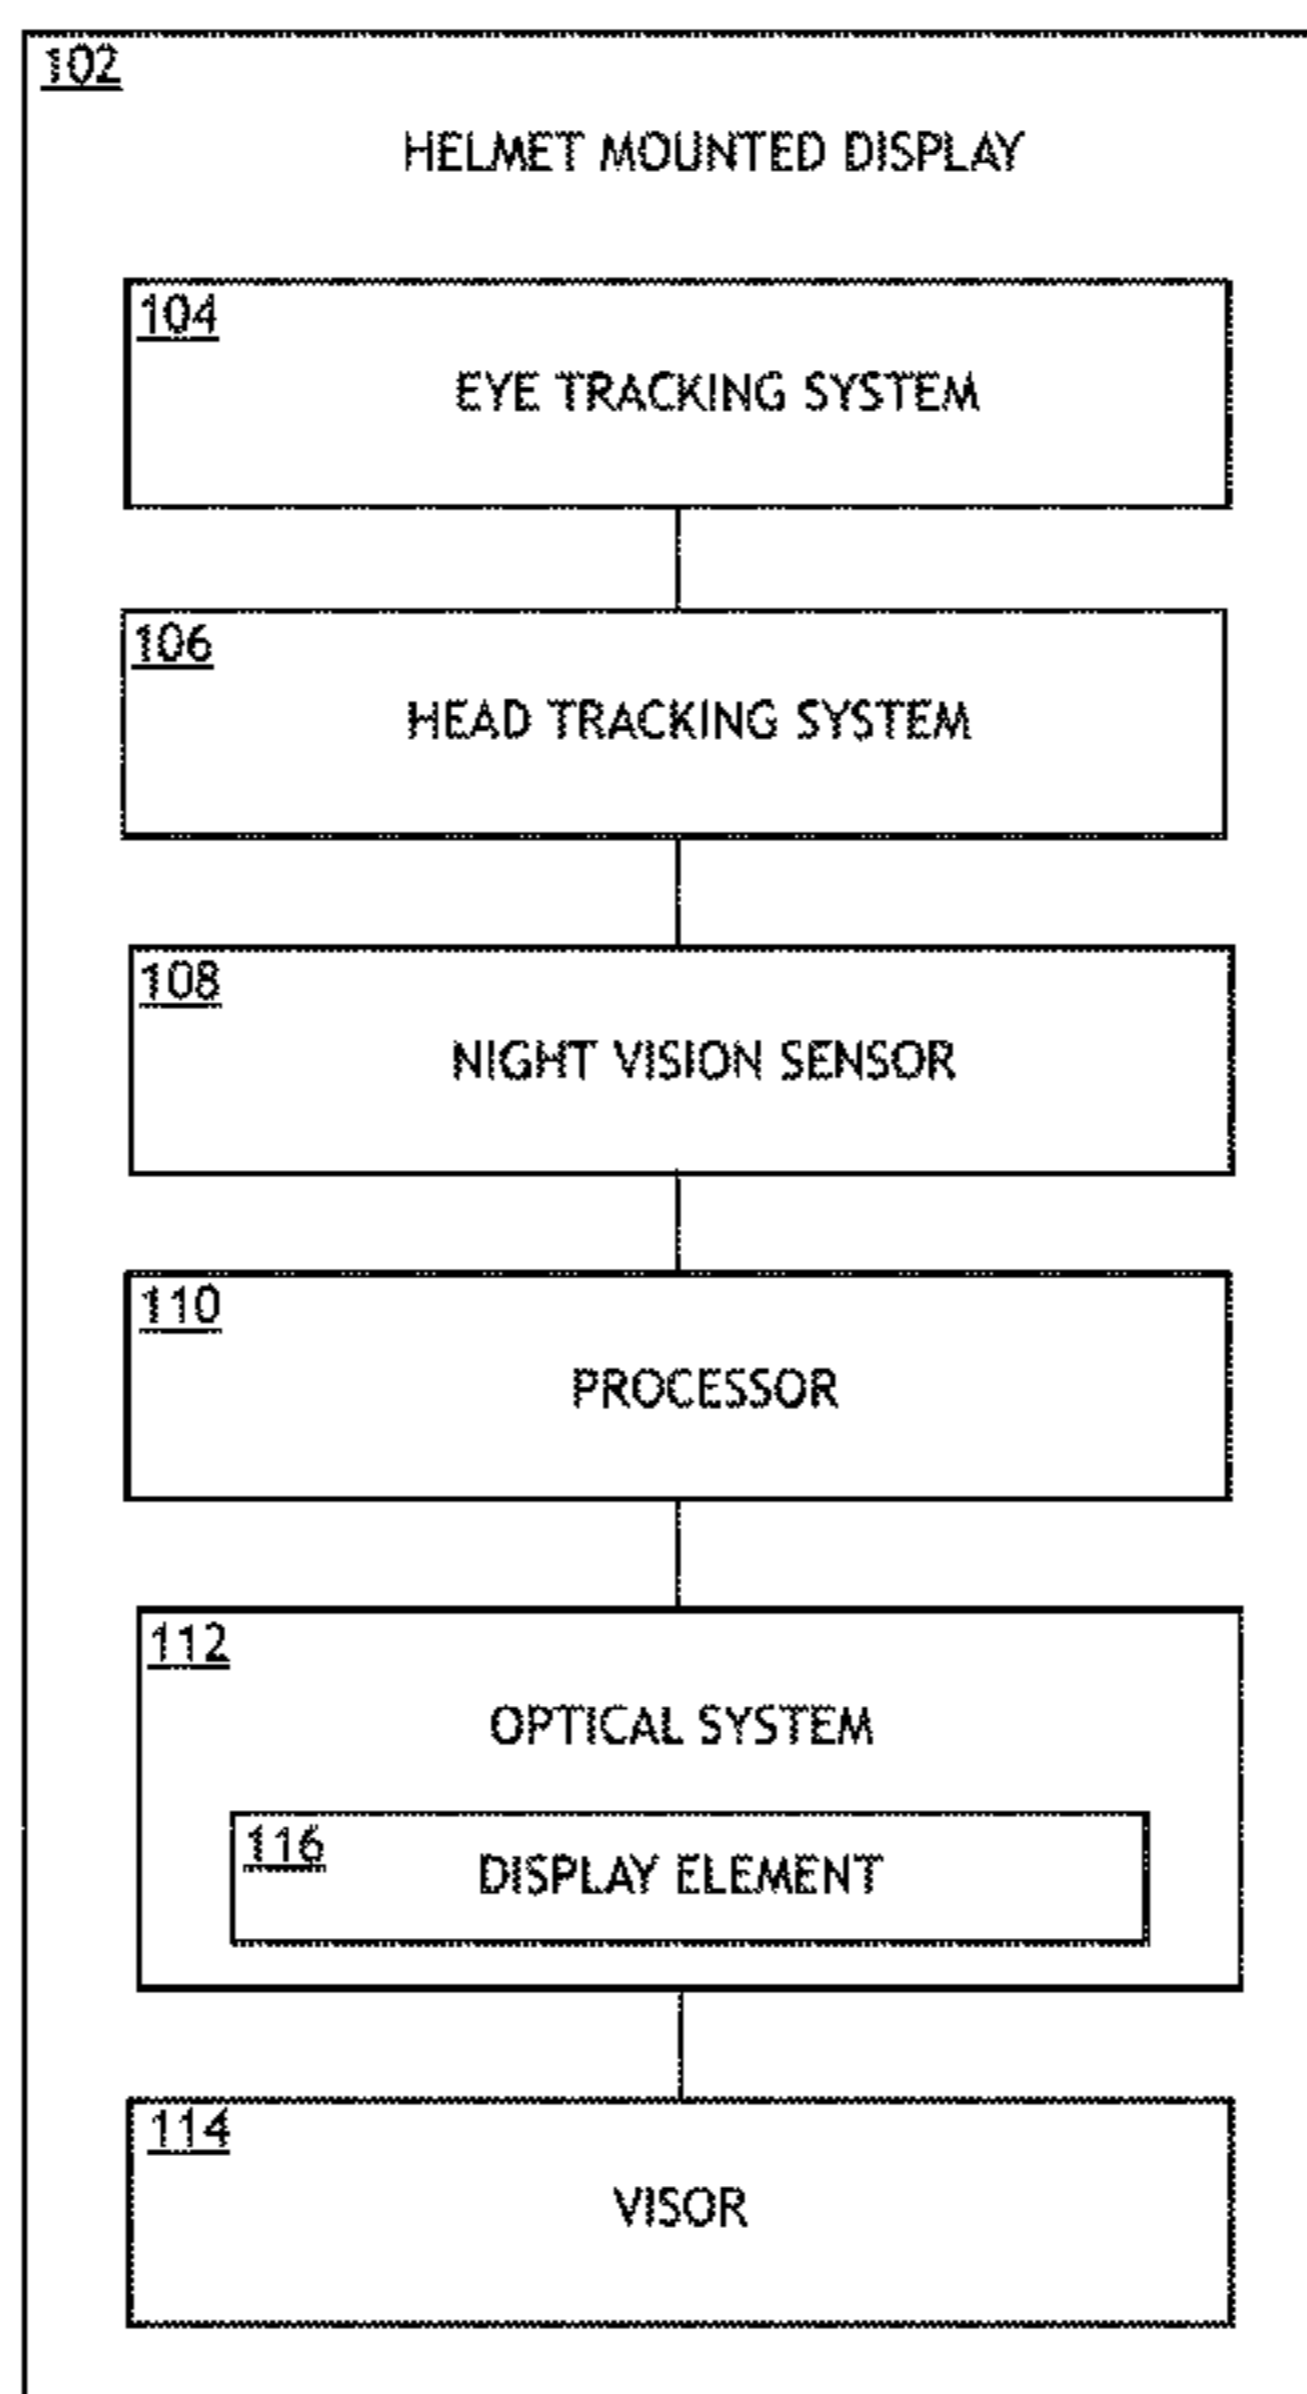 102
HELMET MOUNTED DISPLAY
104
EYE TRACKING SYSTEM
106
HEAD TRACKING SYSTEM
108
NIGHT VISION SENSOR
110
PROCESSOR
112
OPTICAL SYSTEM
116
DISPLAY ELEMENT
114
VISOR